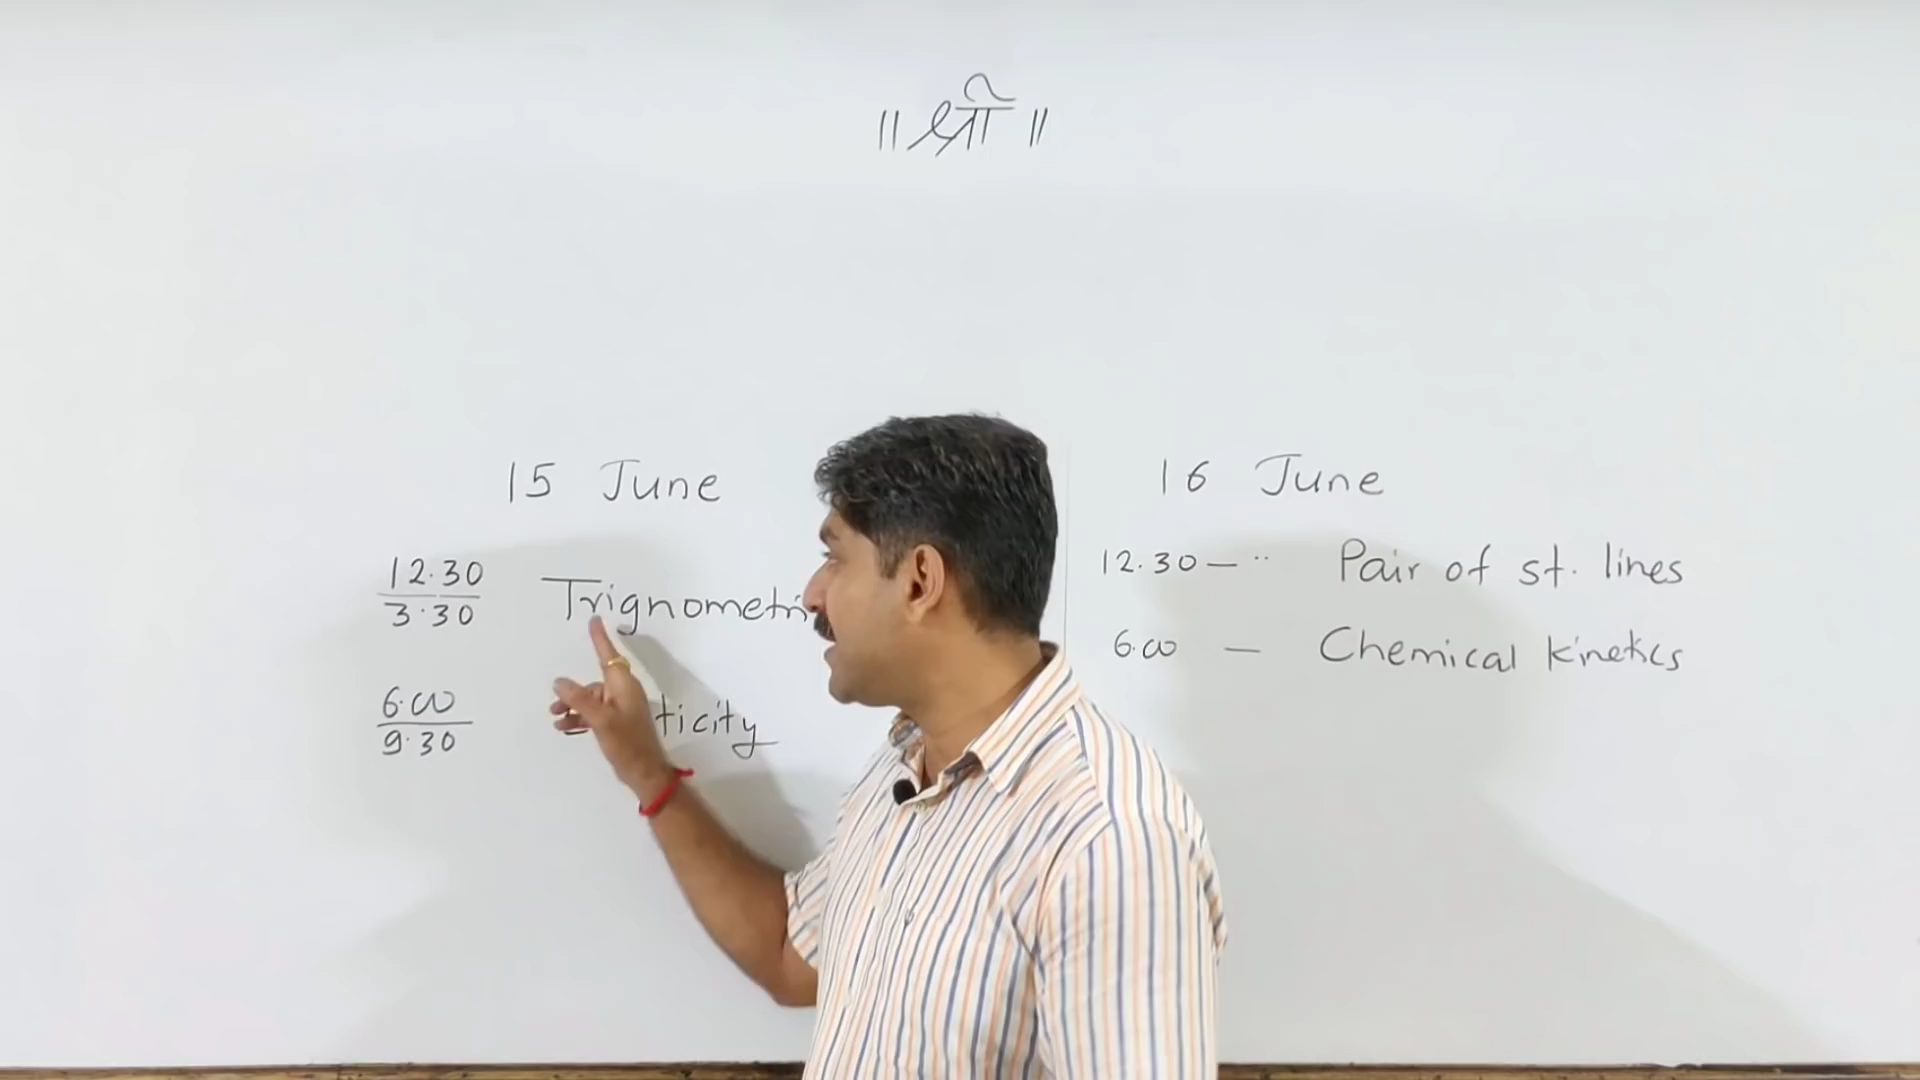 ॥ श्री ॥
15 June
12.30
3.30
6.00
9.30
16 June
12.30 — ¨ Pair of st. lines
6.00 — Chemical kinetics